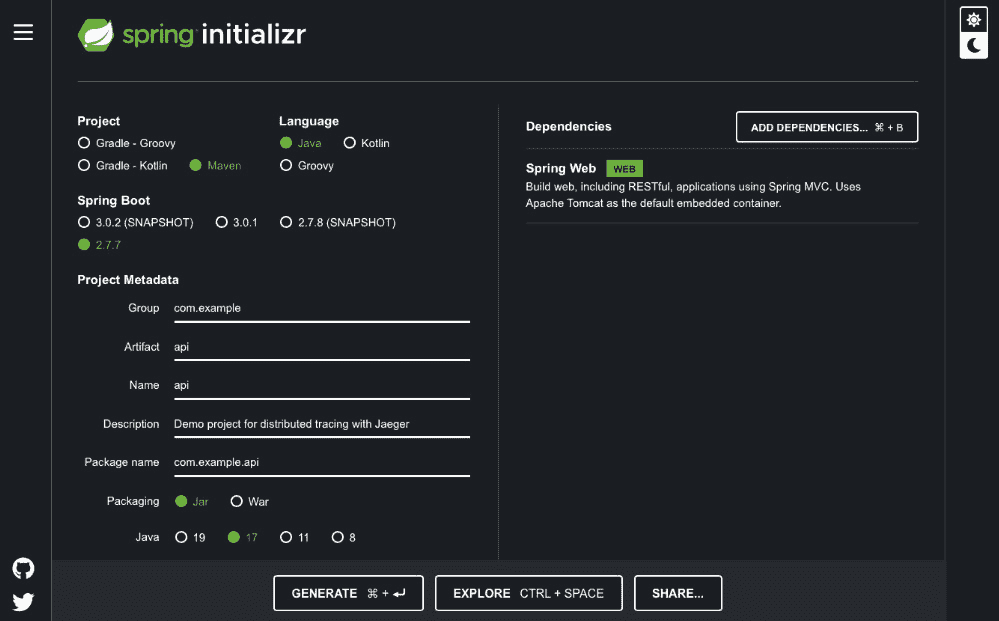 spring initializr
Project
Gradle - Groovy
Gradle - Kotlin Maven
Language
Java Kotlin
Groovy
Spring Boot
3.0.2 (SNAPSHOT) 3.0.1 2.7.8 (SNAPSHOT)
2.7.7
Project Metadata
Group com.example
Artifact api
Name api
Description Demo project for distributed tracing with Jaeger
Package name com.example.api
Packaging Jar War
Java 19 17 11 8
Dependencies ADD DEPENDENCIES... ⌘ + B
Spring Web WEB
Build web, including RESTful, applications using Spring MVC. Uses
Apache Tomcat as the default embedded container.
GENERATE ⌘ + ↵ EXPLORE CTRL + SPACE SHARE...